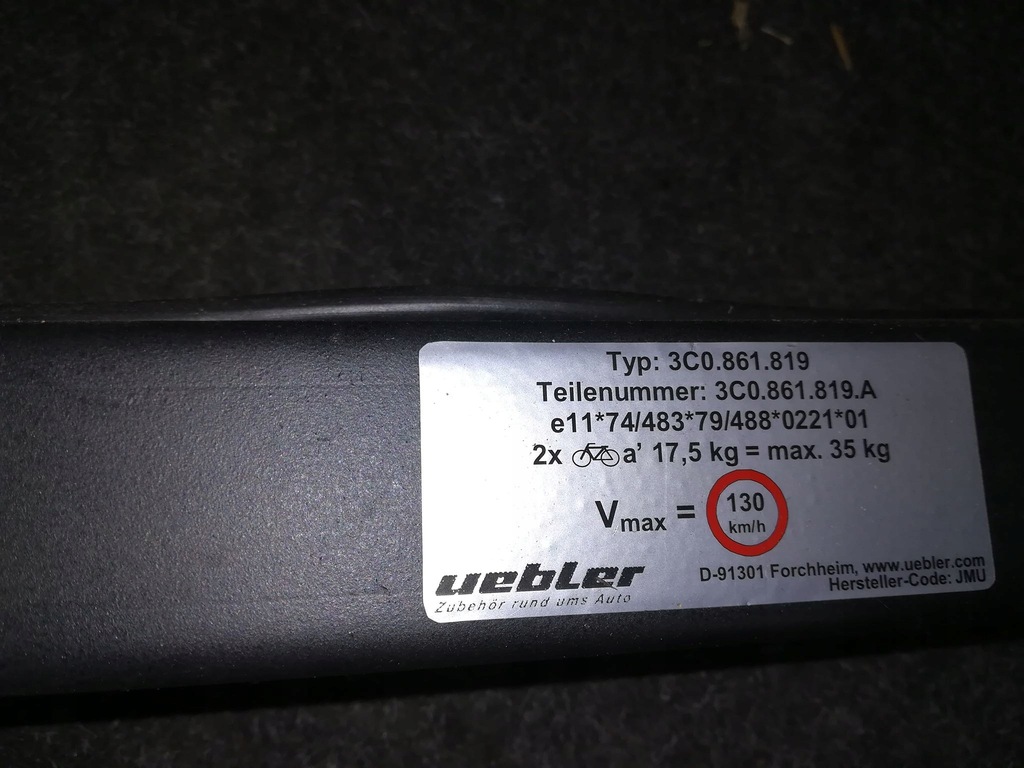 Typ: 3C0.861.819
Teilenummer: 3C0.861.819.A
e11*74/483*79/488*0221*01
2x a' 17,5 kg = max. 35 kg
Vmax = 130 km/h
uebler
Zubehör rund ums Auto
D-91301 Forchheim, www.uebler.com
Hersteller-Code: JMU